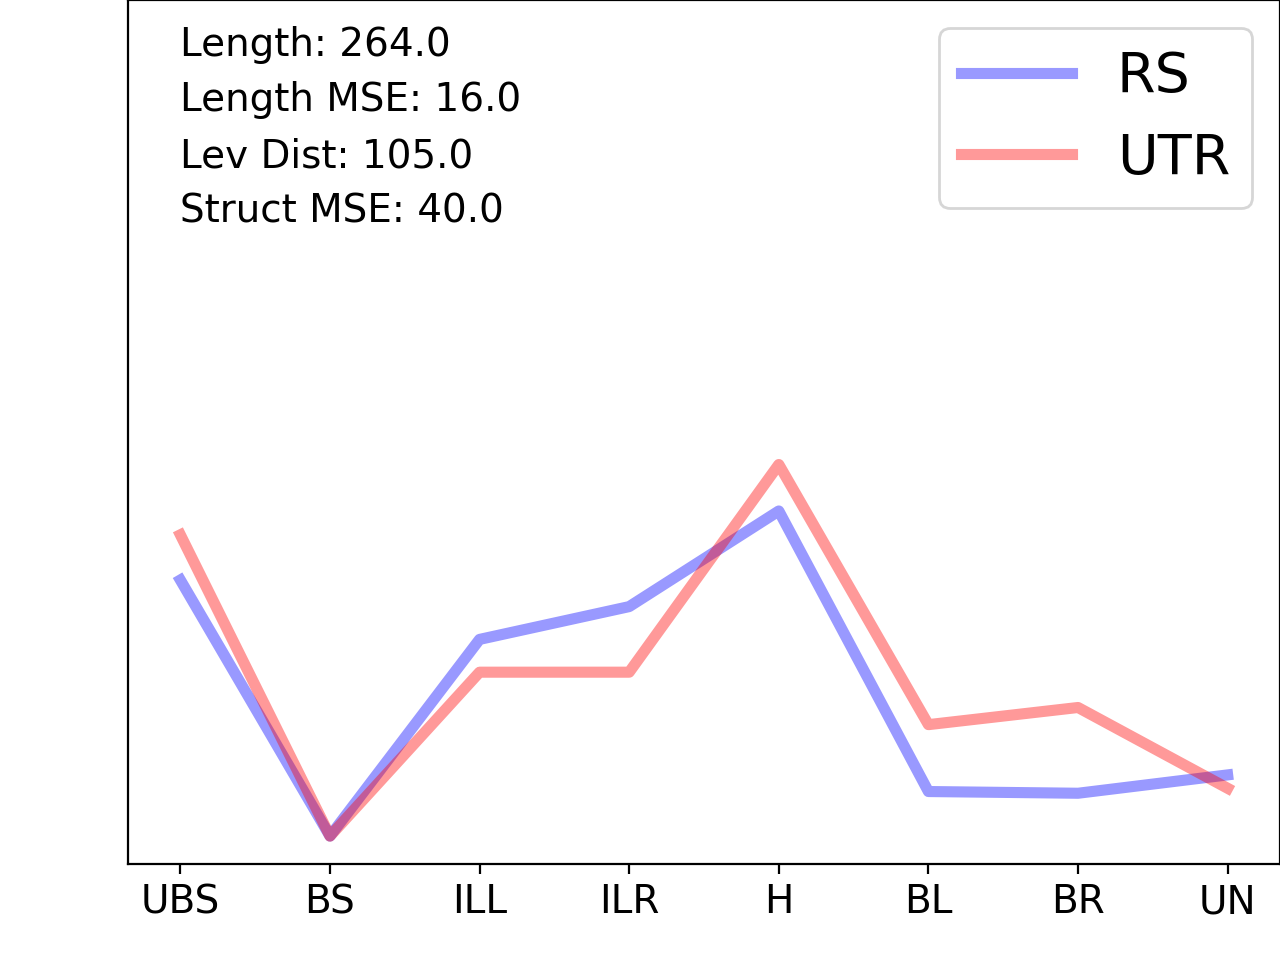 Length: 264.0
Length MSE: 16.0
Lev Dist: 105.0
Struct MSE: 40.0
RS
UTR
UBS BS ILL ILR H BL BR UN